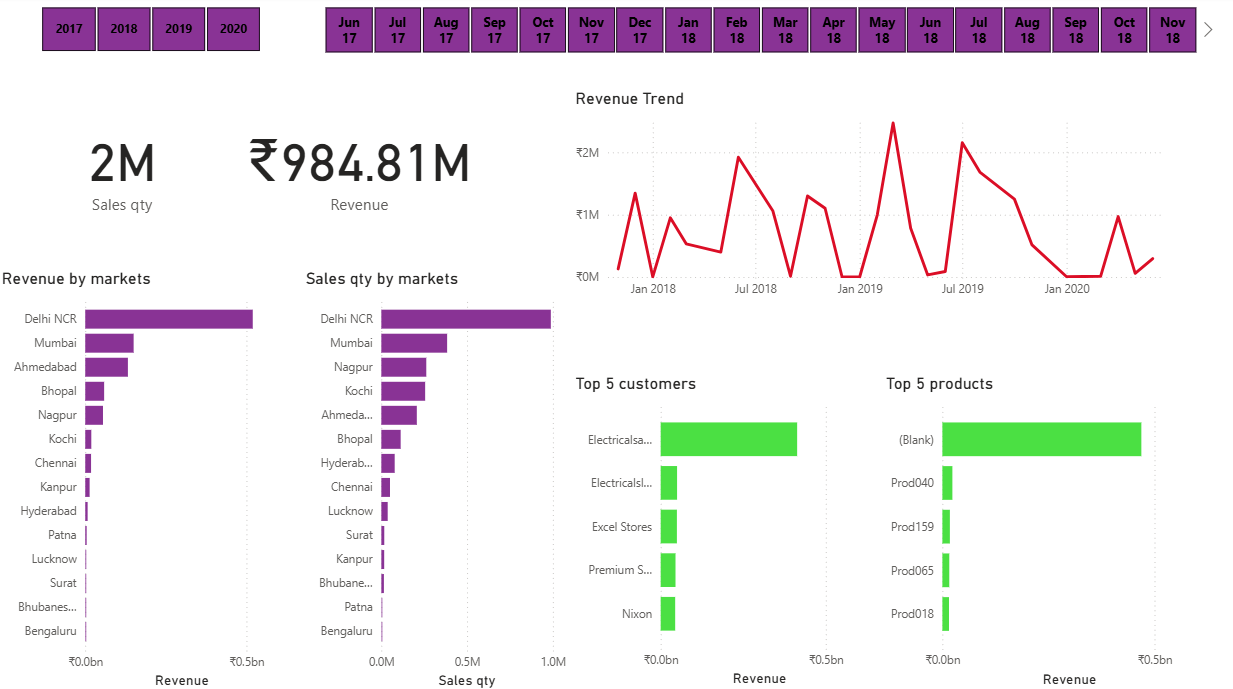 2017 2018 2019 2020
Jun 17 Jul 17 Aug 17 Sep 17 Oct 17 Nov 17 Dec 17 Jan 18 Feb 18 Mar 18 Apr 18 May 18 Jun 18 Jul 18 Aug 18 Sep 18 Oct 18 Nov 18
2M
Sales qty
₹984.81M
Revenue
Revenue Trend
₹2M
₹1M
₹0M
Jan 2018 Jul 2018 Jan 2019 Jul 2019 Jan 2020
Revenue by markets
Delhi NCR
Mumbai
Ahmedabad
Bhopal
Nagpur
Kochi
Chennai
Kanpur
Hyderabad
Patna
Lucknow
Surat
Bhubanes...
Bengaluru
₹0.0bn ₹0.5bn
Revenue
Sales qty by markets
Delhi NCR
Mumbai
Nagpur
Kochi
Ahmeda...
Bhopal
Hyderab...
Chennai
Lucknow
Surat
Kanpur
Bhubane...
Patna
Bengaluru
0.0M 0.5M 1.0M
Sales qty
Top 5 customers
Electricalsa...
Electricalsl...
Excel Stores
Premium S...
Nixon
₹0.0bn ₹0.5bn
Revenue
Top 5 products
(Blank)
Prod040
Prod159
Prod065
Prod018
₹0.0bn ₹0.5bn
Revenue